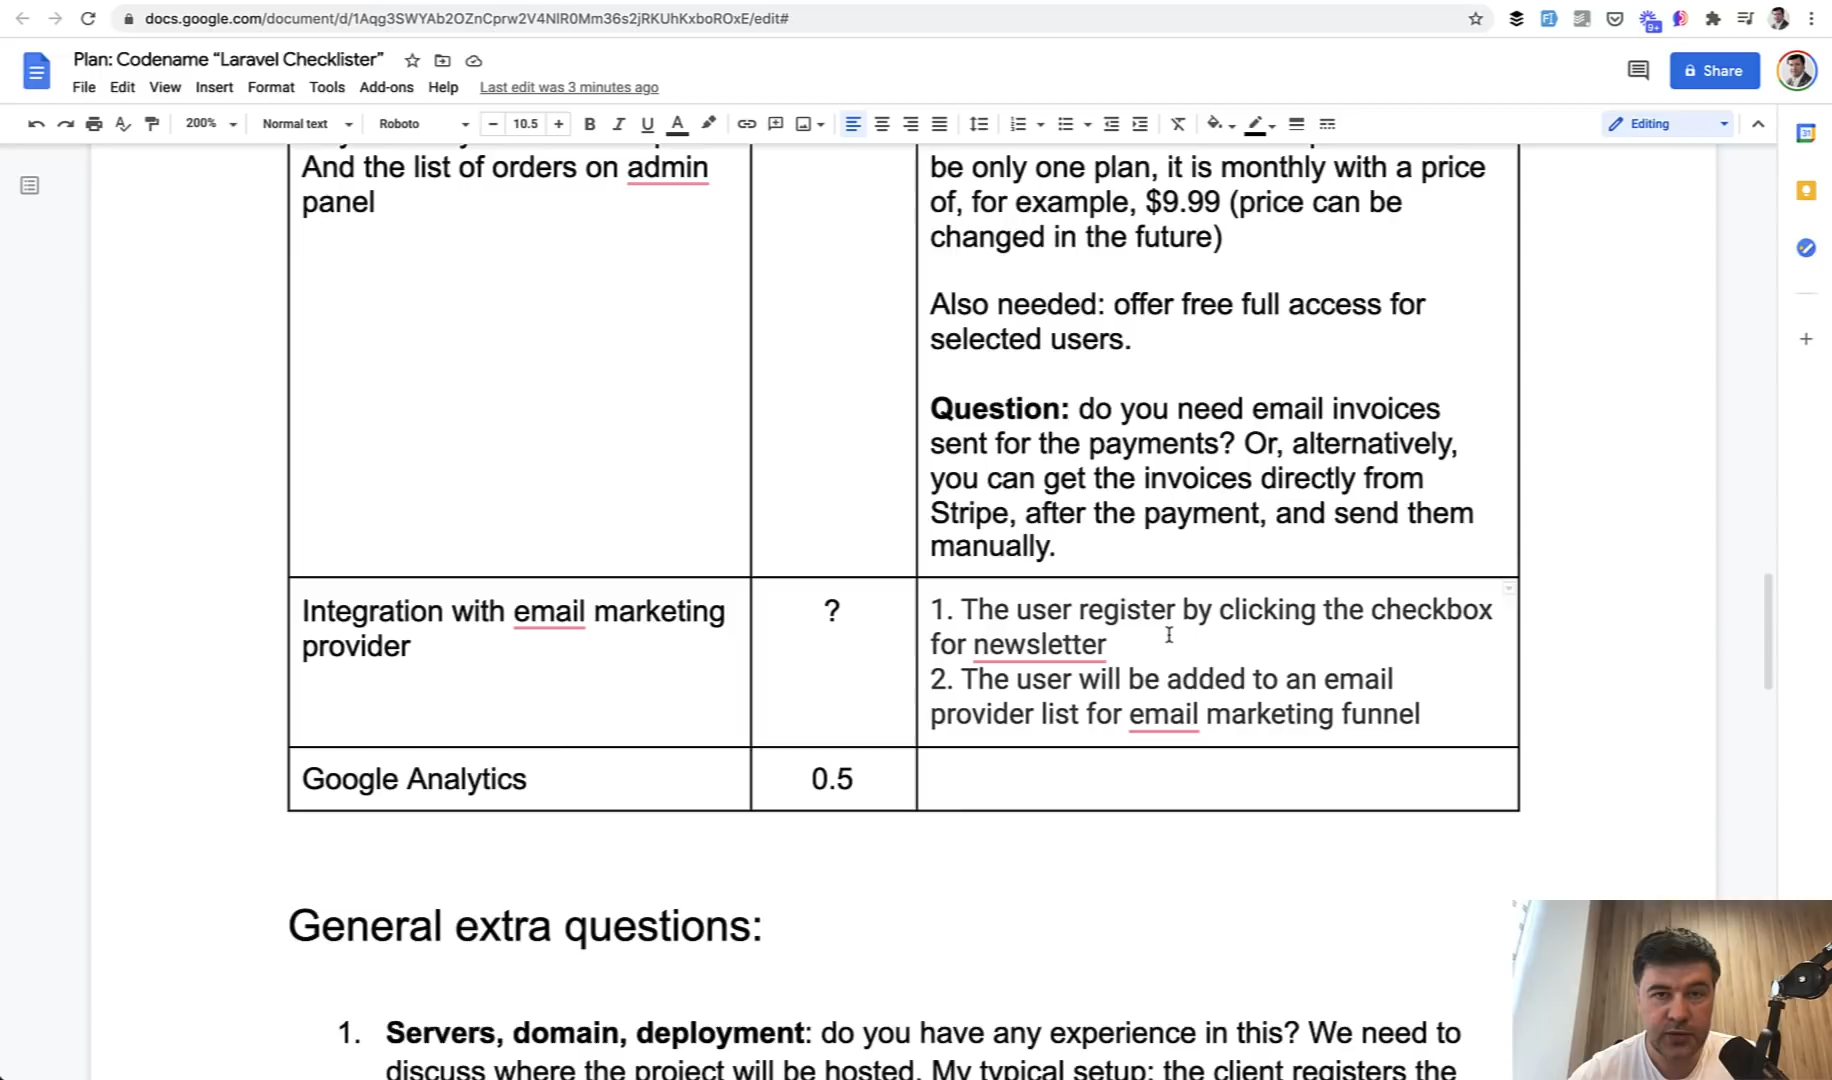 docs.google.com/document/d/1Aqg3SWYAb2OZnCprw2V4NlR0Mm36s2jRKUhKxboROxE/edit#
9+
Plan: Codename “Laravel Checklister”
File Edit View Insert Format Tools Add-ons Help Last edit was 3 minutes ago
Share
200% Normal text Roboto − 10.5 + B I U A Editing
31
And the list of orders on admin
panel
be only one plan, it is monthly with a price
of, for example, $9.99 (price can be
changed in the future)
Also needed: offer free full access for
selected users.
Question: do you need email invoices
sent for the payments? Or, alternatively,
you can get the invoices directly from
Stripe, after the payment, and send them
manually.
Integration with email marketing
provider
?
1. The user register by clicking the checkbox
for newsletter
2. The user will be added to an email
provider list for email marketing funnel
Google Analytics
0.5
General extra questions:
1. Servers, domain, deployment: do you have any experience in this? We need to
discuss where the project will be hosted. My typical setup: the client registers the